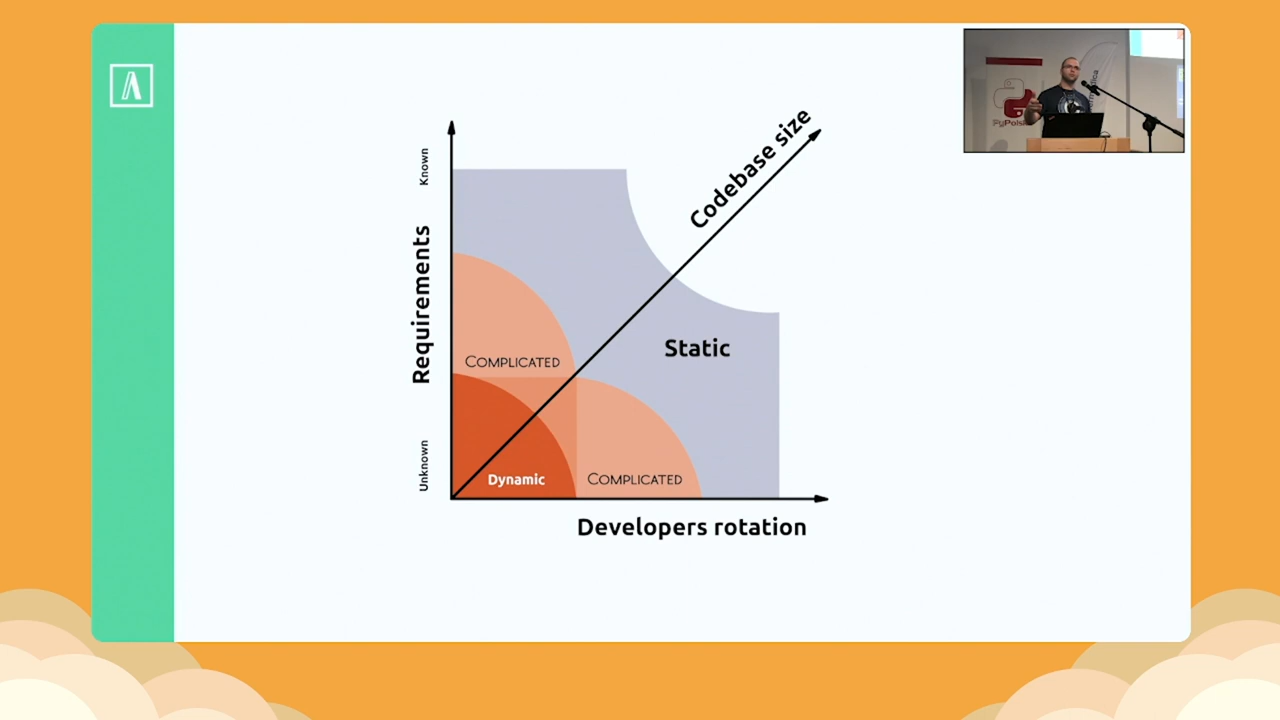 Known
Codebase size
Requirements
Static
COMPLICATED
Unknown
Dynamic
COMPLICATED
Developers rotation